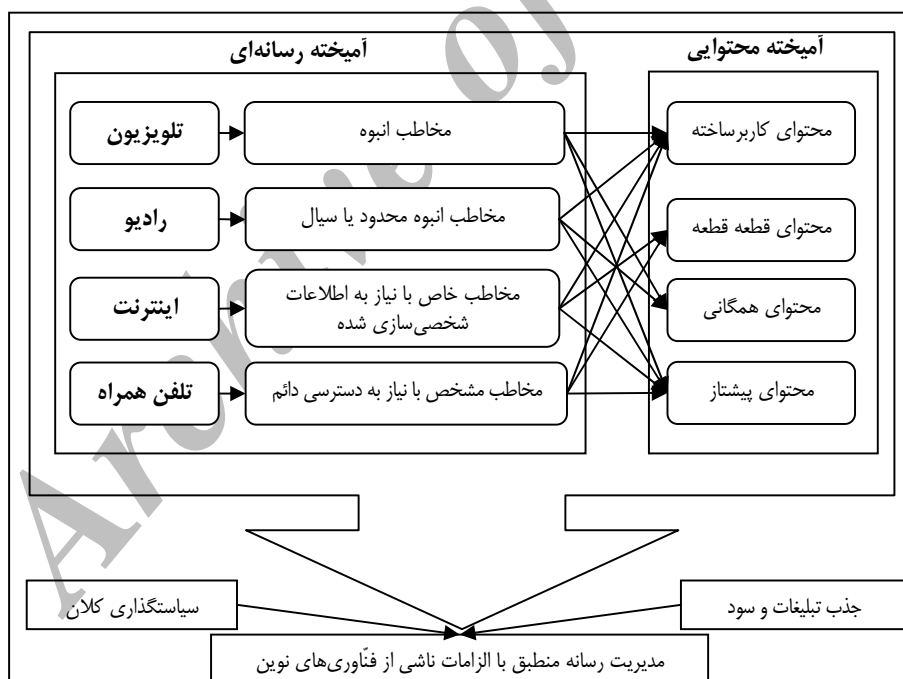 آمیخته محتوایی
آمیخته رسانه‌ای
محتوای کاربرساخته
مخاطب انبوه
تلویزیون
محتوای قطعه قطعه
مخاطب انبوه محدود یا سیال
رادیو
محتوای همگانی
مخاطب خاص با نیاز به اطلاعات
شخصی‌سازی شده
اینترنت
محتوای پیشتاز
مخاطب مشخص با نیاز به دسترسی دائم
تلفن همراه
جذب تبلیغات و سود
سیاستگذاری کلان
مدیریت رسانه منطبق با الزامات ناشی از فنّاوری‌های نوین